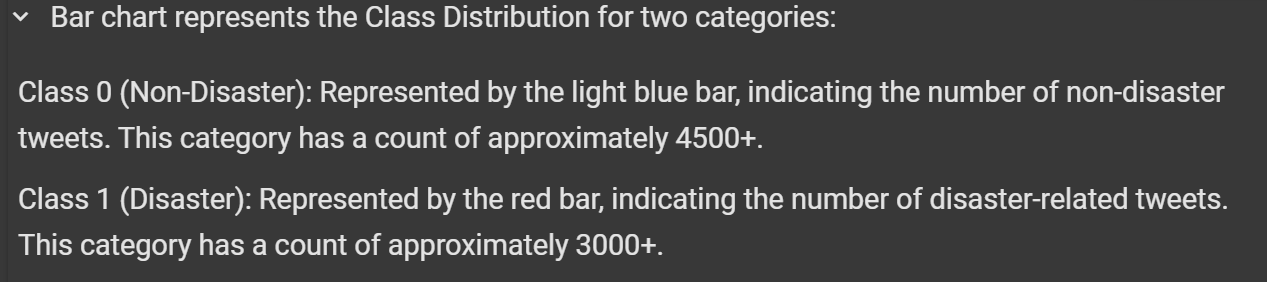 Bar chart represents the Class Distribution for two categories:
Class 0 (Non-Disaster): Represented by the light blue bar, indicating the number of non-disaster
tweets. This category has a count of approximately 4500+.
Class 1 (Disaster): Represented by the red bar, indicating the number of disaster-related tweets.
This category has a count of approximately 3000+.